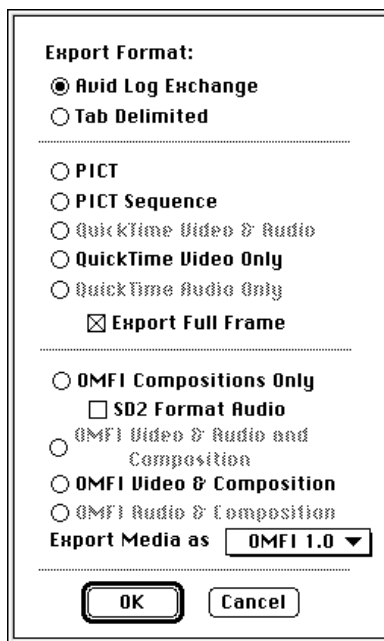 Export Format:
Avid Log Exchange
Tab Delimited
PICT
PICT Sequence
QuickTime Video & Audio
QuickTime Video Only
QuickTime Audio Only
Export Full Frame
OMFI Compositions Only
SD2 Format Audio
OMFI Video & Audio and
Composition
OMFI Video & Composition
OMFI Audio & Composition
Export Media as OMFI 1.0
OK Cancel